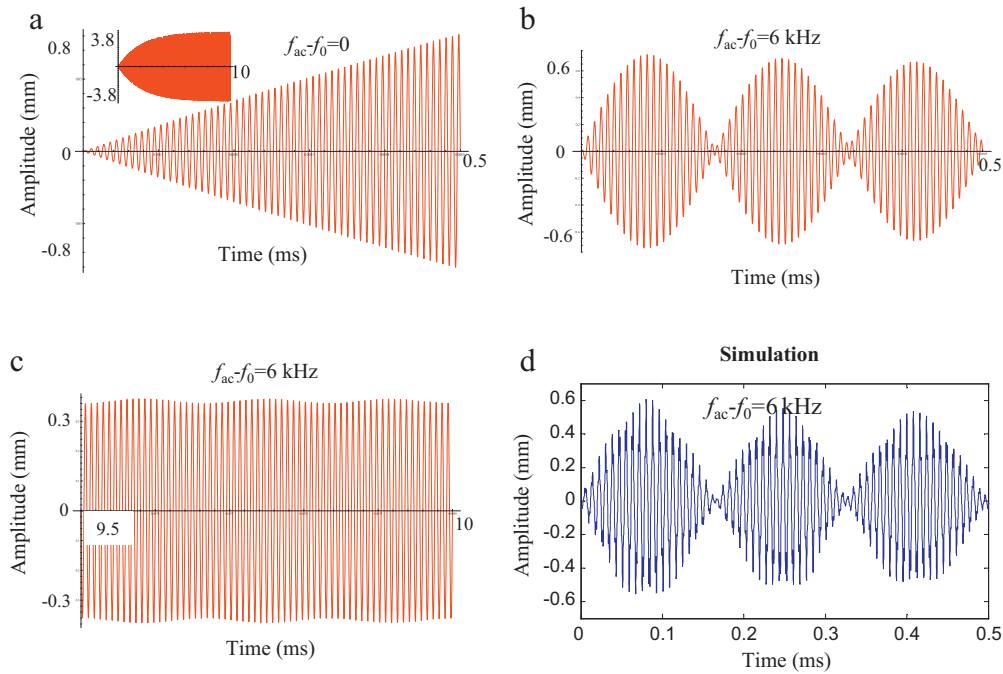 a
f_ac-f_0=0
0.8
3.8
10
-3.8
Amplitude (mm)
0
0.5
-0.8
Time (ms)
b
f_ac-f_0=6 kHz
0.6
Amplitude (mm)
0
0.5
-0.6
Time (ms)
c
f_ac-f_0=6 kHz
0.3
Amplitude (mm)
0
9.5
10
-0.3
Time (ms)
d
Simulation
f_ac-f_0=6 kHz
0.6
0.4
0.2
0
-0.2
-0.4
-0.6
Amplitude (mm)
0 0.1 0.2 0.3 0.4 0.5
Time (ms)